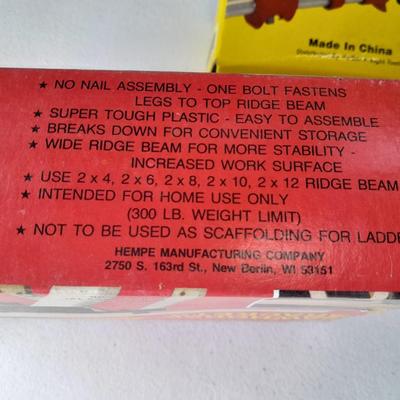 Made In China
★ NO NAIL ASSEMBLY - ONE BOLT FASTENS
LEGS TO TOP RIDGE BEAM
★ SUPER TOUGH PLASTIC - EASY TO ASSEMBLE
★ BREAKS DOWN FOR CONVENIENT STORAGE
★ WIDE RIDGE BEAM FOR MORE STABILITY -
INCREASED WORK SURFACE
★ USE 2 x 4, 2 x 6, 2 x 8, 2 x 10, 2 x 12 RIDGE BEAM
★ INTENDED FOR HOME USE ONLY
(300 LB. WEIGHT LIMIT)
★ NOT TO BE USED AS SCAFFOLDING FOR LADDE
HEMPE MANUFACTURING COMPANY
2750 S. 163rd St., New Berlin, WI 53151